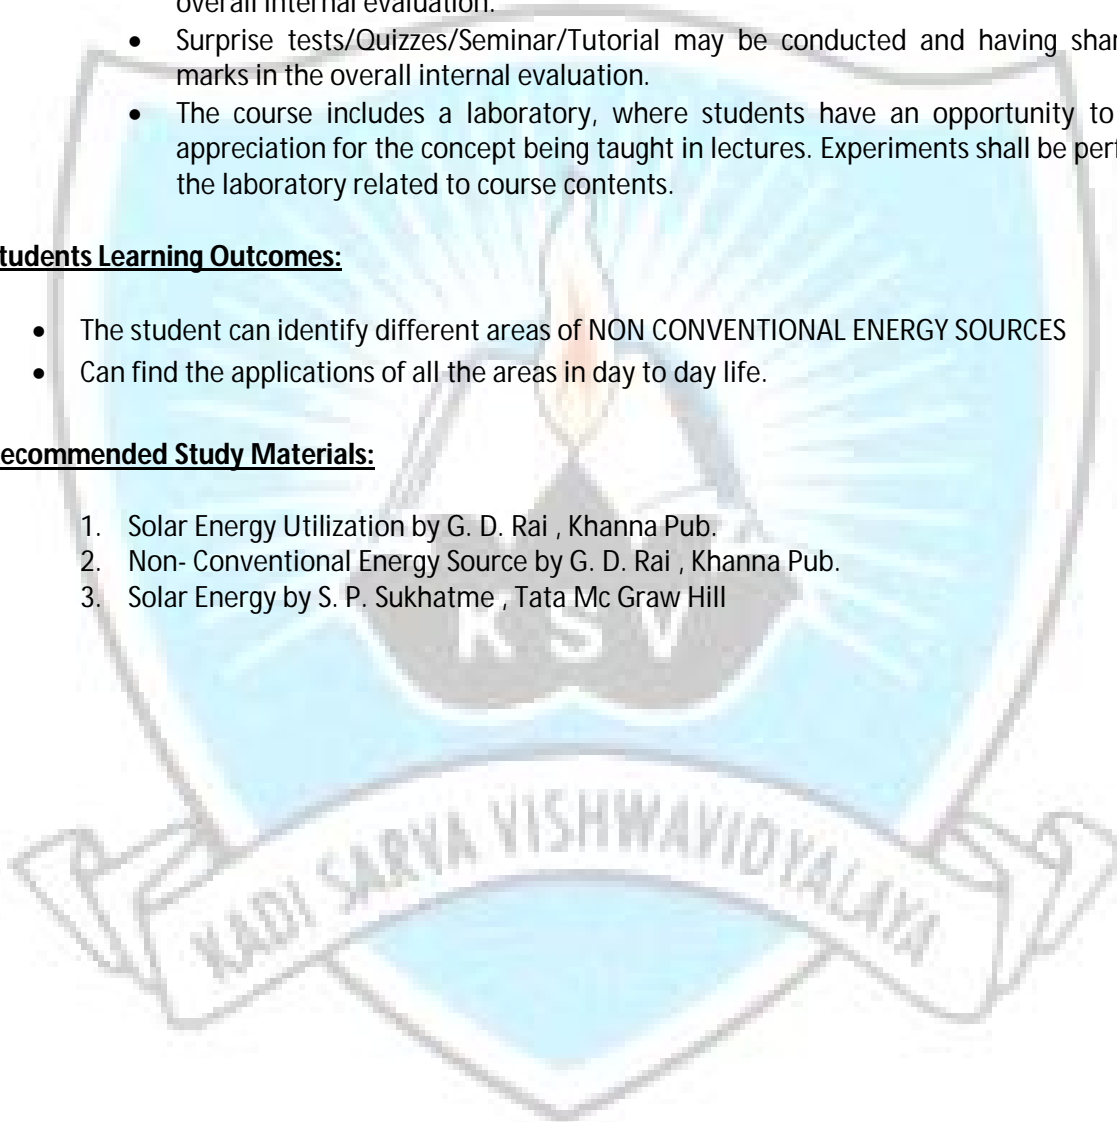 overall internal evaluation.
• Surprise tests/Quizzes/Seminar/Tutorial may be conducted and having
marks in the overall internal evaluation.
• The course includes a laboratory, where students have an opportunity to
appreciation for the concept being taught in lectures. Experiments shall be
the laboratory related to course contents.
tudents Learning Outcomes:
• The student can identify different areas of NON CONVENTIONAL ENERGY SOURCES
• Can find the applications of all the areas in day to day life.
ecommended Study Materials:
1. Solar Energy Utilization by G. D. Rai , Khanna Pub.
2. Non- Conventional Energy Source by G. D. Rai , Khanna Pub.
3. Solar Energy by S. P. Sukhatme , Tata Mc Graw Hill
K S V
KADI SARVA VISHWAVIDYALAYA